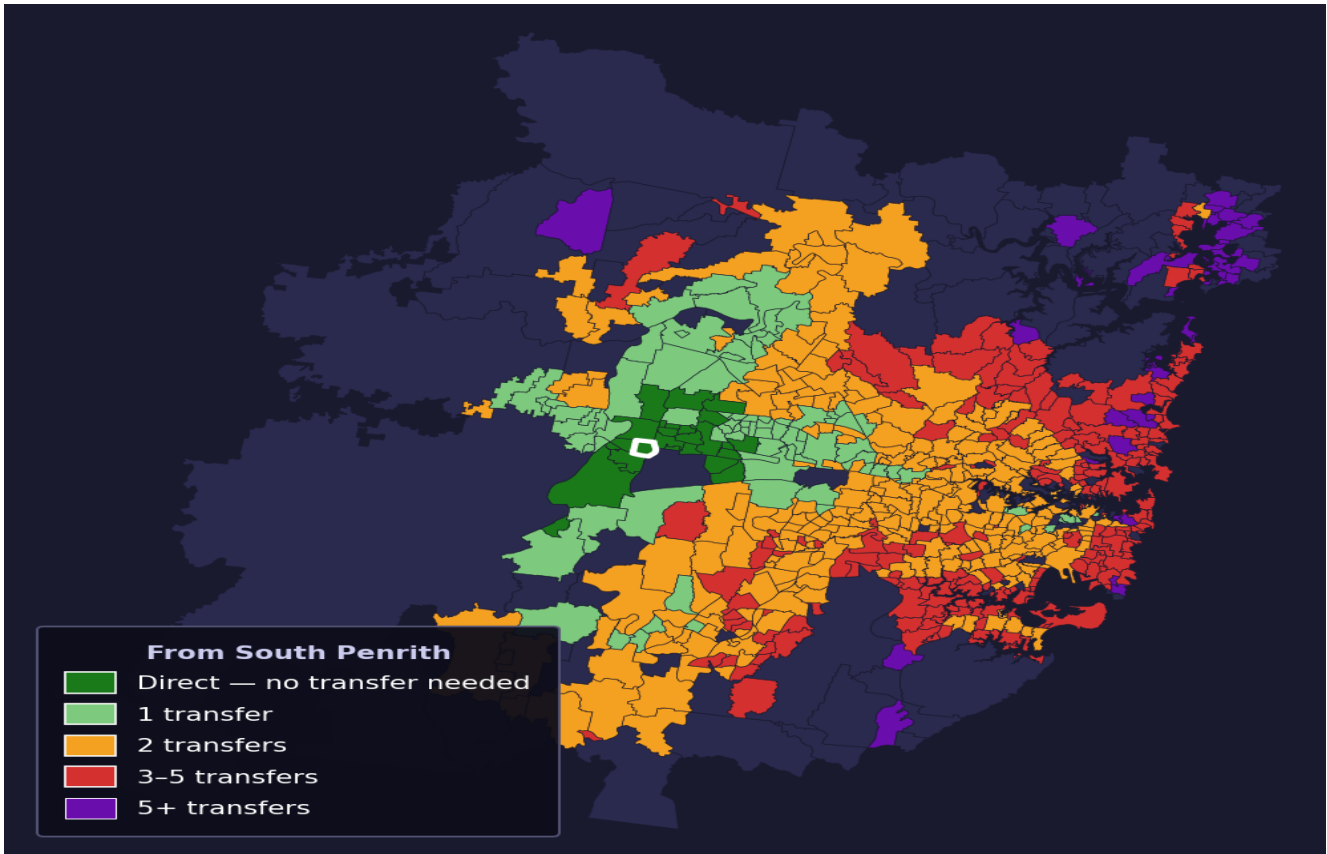 From South Penrith
Direct — no transfer needed
1 transfer
2 transfers
3–5 transfers
5+ transfers